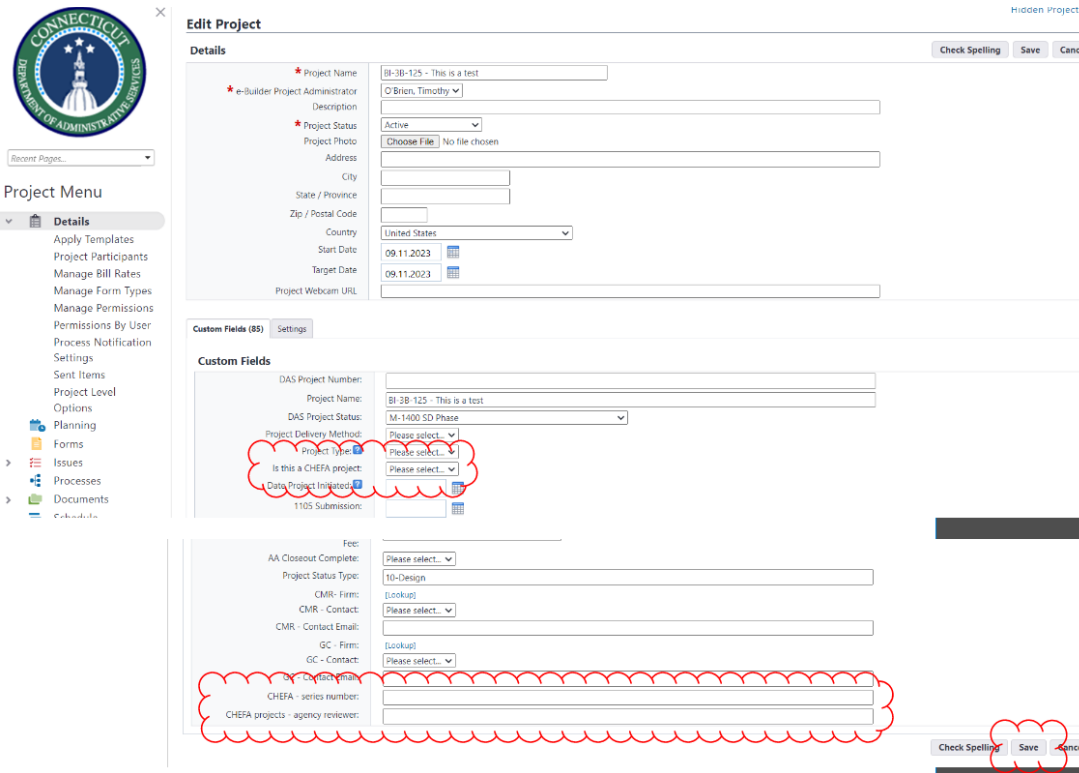 CONNECTICUT
DEPARTMENT OF ADMINISTRATIVE SERVICES
Hidden Project
Recent Pages...
Project Menu
Details
Apply Templates
Project Participants
Manage Bill Rates
Manage Form Types
Manage Permissions
Permissions By User
Process Notification
Settings
Sent Items
Project Level
Options
Planning
Forms
Issues
Processes
Documents
Schedule
Edit Project
Details
Check Spelling Save Canc
* Project Name BI-3B-125 - This is a test
* e-Builder Project Administrator O'Brien, Timothy
Description
* Project Status Active
Project Photo Choose File No file chosen
Address
City
State / Province
Zip / Postal Code
Country United States
Start Date 09.11.2023
Target Date 09.11.2023
Project Webcam URL
Custom Fields (85) Settings
Custom Fields
DAS Project Number:
Project Name: BI-3B-125 - This is a test
DAS Project Status: M-1400 SD Phase
Project Delivery Method: Please select...
Project Type: ? Please select...
Is this a CHEFA project: Please select...
Date Project Initiated: ?
1105 Submission:
Fee:
AA Closeout Complete: Please select...
Project Status Type: 10-Design
CMR- Firm: [Lookup]
CMR - Contact: Please select...
CMR - Contact Email:
GC - Firm: [Lookup]
GC - Contact: Please select...
GC - Contact Email:
CHEFA - series number:
CHEFA projects - agency reviewer:
Check Spelling Save Cance